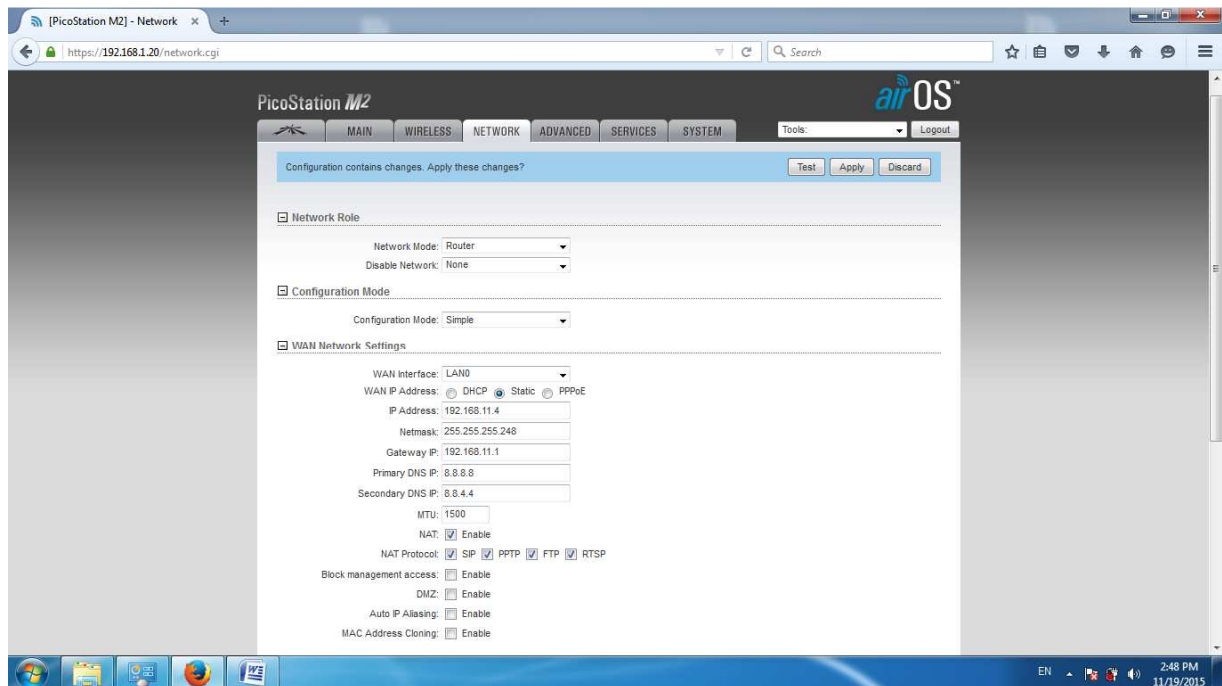 [PicoStation M2] - Network
https://192.168.1.20/network.cgi
Search
PicoStation M2
airOS™
MAIN WIRELESS NETWORK ADVANCED SERVICES SYSTEM Tools: Logout
Configuration contains changes. Apply these changes? Test Apply Discard
Network Role
Network Mode: Router
Disable Network: None
Configuration Mode
Configuration Mode: Simple
WAN Network Settings
WAN Interface: LAN0
WAN IP Address: DHCP Static PPPoE
IP Address: 192.168.11.4
Netmask: 255.255.255.248
Gateway IP: 192.168.11.1
Primary DNS IP: 8.8.8.8
Secondary DNS IP: 8.8.4.4
MTU: 1500
NAT: Enable
NAT Protocol: SIP PPTP FTP RTSP
Block management access: Enable
DMZ: Enable
Auto IP Aliasing: Enable
MAC Address Cloning: Enable
EN 2:48 PM
11/19/2015